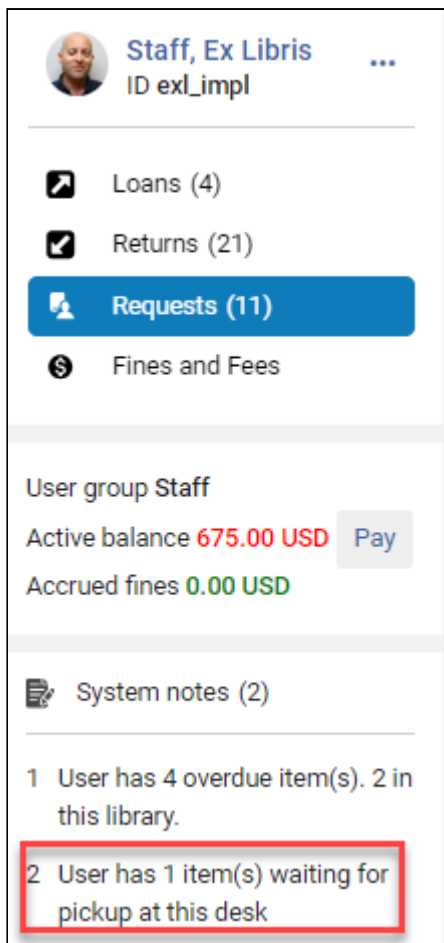 Staff, Ex Libris
ID exl_impl
Loans (4)
Returns (21)
Requests (11)
Fines and Fees
User group Staff
Active balance 675.00 USD Pay
Accrued fines 0.00 USD
System notes (2)
1 User has 4 overdue item(s). 2 in
this library.
2 User has 1 item(s) waiting for
pickup at this desk